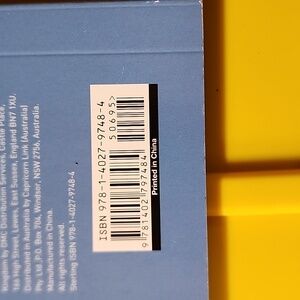 Kingdom by GMC Distribution Services, Castle Place,
166 High Street, Lewes, East Sussex, England BN7 1XU.
Distributed in Australia by Capricorn Link (Australia)
Pty. Ltd. P.O. Box 704, Windsor, NSW 2756, Australia.
Manufactured in China.
All rights reserved.
Sterling ISBN 978-1-4027-9748-4
ISBN 978-1-4027-9748-4
50695>
9 781402 797484
Printed in China